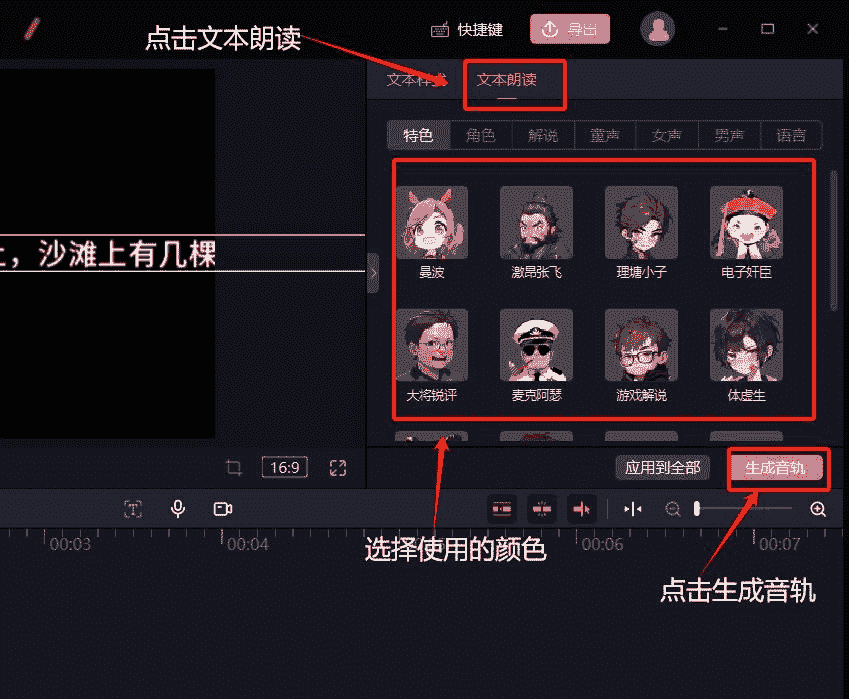 点击文本朗读
快捷键
导出
文本样式
文本朗读
特色
角色
解说
童声
女声
男声
语言
上，沙滩上有几棵
曼波
激昂张飞
理塘小子
电子奸臣
大将锐评
麦克阿瑟
游戏解说
体虚生
16:9
应用到全部
生成音轨
00:03
00:04
00:06
00:07
选择使用的颜色
点击生成音轨